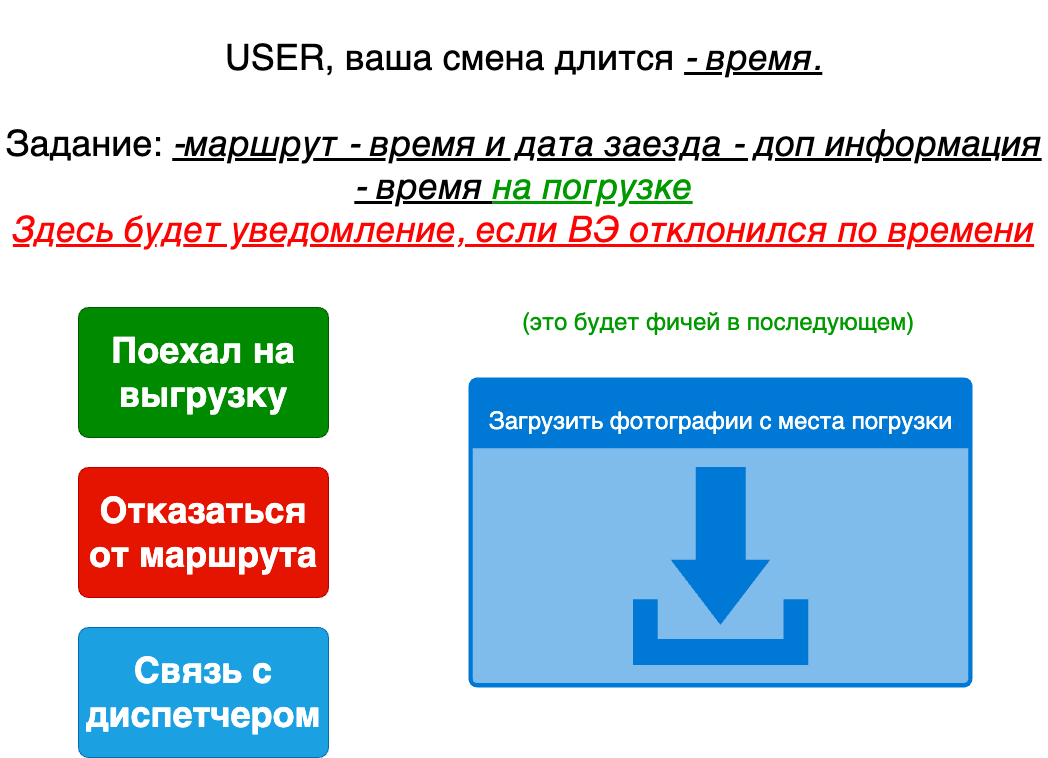 USER, ваша смена длится - время.
Задание: -маршрут - время и дата заезда - доп информация
- время на погрузке
Здесь будет уведомление, если ВЭ отклонился по времени
(это будет фичей в последующем)
Поехал на
выгрузку
Загрузить фотографии с места погрузки
Отказаться
от маршрута
Связь с
диспетчером